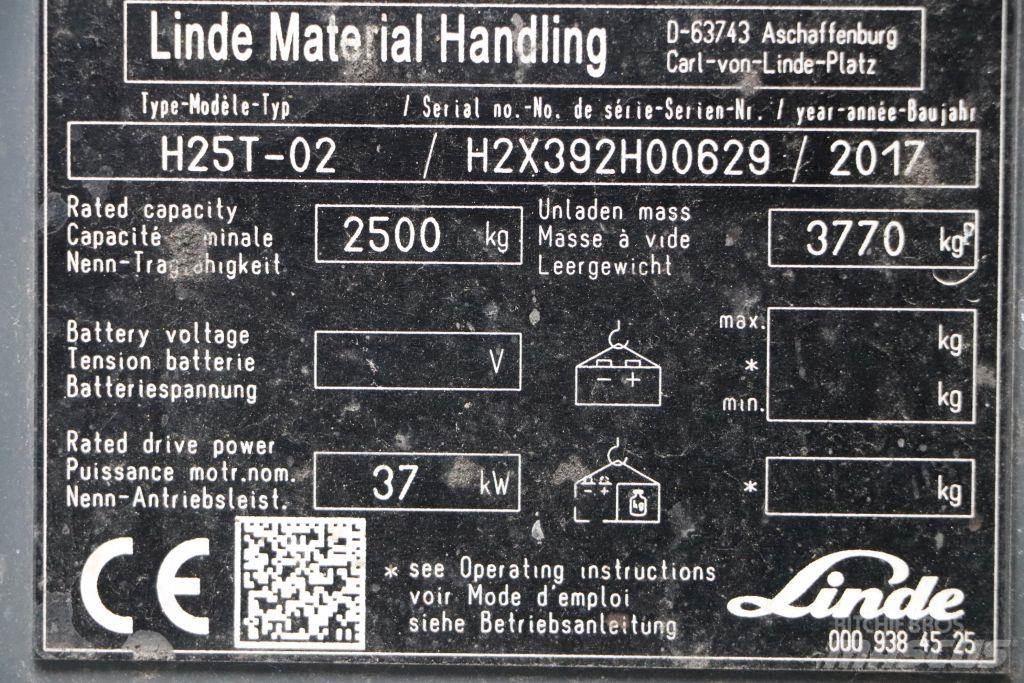 Linde Material Handling
D-63743 Aschaffenburg
Carl-von-Linde-Platz
Type-Modèle-Typ / Serial no.-No. de série-Serien-Nr. / year-année-Baujahr
H25T-02 / H2X392H00629 / 2017
Rated capacity
Capacité
2500 kg
Unladen mass
Masse à vide
Leergewicht
3770 kg
Battery voltage
Tension batterie
Batteriespannung
V
- +
max. kg
*
min. kg
Rated drive power
Puissance motr.nom.
Nenn-Antriebsleist.
37 kW
- +
kg
* kg
CE
* see Operating instructions
voir Mode d'emploi
siehe Betriebsanleitung
Linde
000 938 45 25